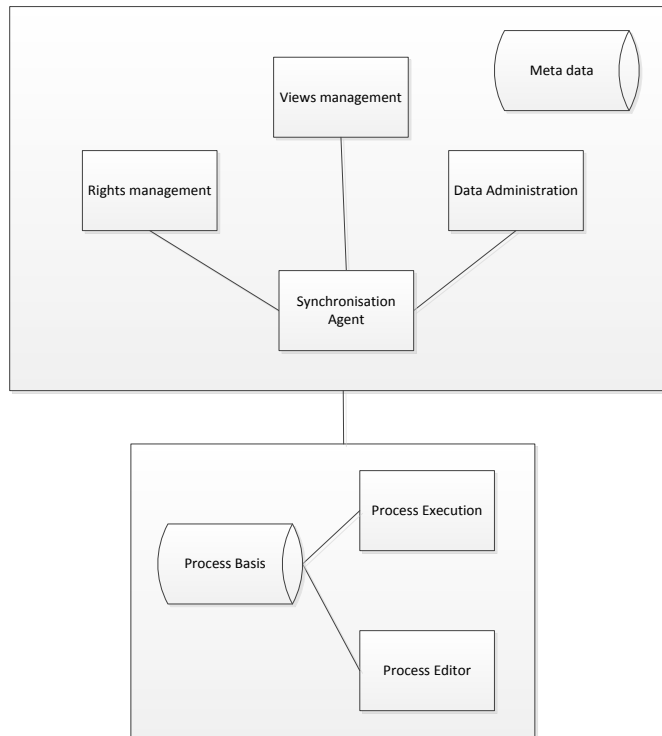 Meta data
Views management
Rights management
Data Administration
Synchronisation
Agent
Process Execution
Process Basis
Process Editor